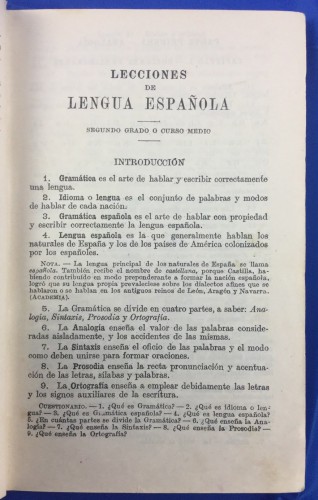 LECCIONES
DE
LENGUA ESPAÑOLA
SEGUNDO GRADO O CURSO MEDIO
INTRODUCCIÓN
1. Gramática es el arte de hablar y escribir correctamente
una lengua.
2. Idioma o lengua es el conjunto de palabras y modos
de hablar de cada nación.
3. Gramática española es el arte de hablar con propiedad
y escribir correctamente la lengua española.
4. Lengua española es la que generalmente hablan los
naturales de España y los de los países de América colonizados
por los españoles.
NOTA. — La lengua principal de los naturales de España se llama
española. También recibe el nombre de castellana, porque Castilla, ha-
biendo contribuído en modo preponderante a formar la nación española,
logró que su lengua propia prevaleciese sobre los dialectos afines que se
hablaron o se hablan en los antiguos reinos de León, Aragón y Navarra.
(ACADEMIA).
5. La Gramática se divide en cuatro partes, a saber: Ana-
logía, Sintaxis, Prosodia y Ortografía.
6. La Analogía enseña el valor de las palabras conside-
radas aisladamente, y los accidentes de las mismas.
7. La Sintaxis enseña el oficio de las palabras y el modo
como deben unirse para formar oraciones.
8. La Prosodia enseña la recta pronunciación y acentua-
ción de las letras, sílabas y palabras.
9. La Ortografía enseña a emplear debidamente las letras
y los signos auxiliares de la escritura.
CUESTIONARIO. — 1. ¿Qué es Gramática? — 2. ¿Qué es idioma o len-
gua? — 3. ¿Qué es Gramática española? — 4. ¿Qué es lengua española?
5. ¿En cuántas partes se divide la Gramática? — 6. ¿Qué enseña la Ana-
logía? — 7. ¿Qué enseña la Sintaxis? — 8. ¿Qué enseña la Prosodia? —
9. ¿Qué enseña la Ortografía?